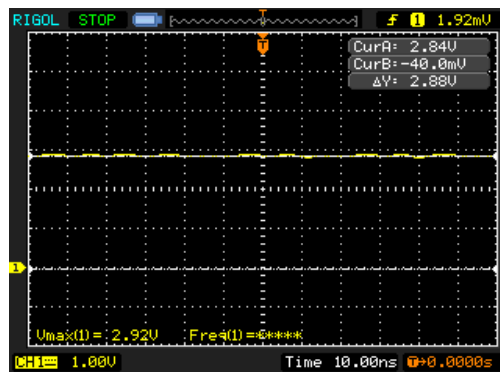 RIGOL STOP T f 1 1.92mV
T
CurA: 2.84V
CurB:-40.0mV
ΔY: 2.88V
1
Vmax(1)= 2.92V Freq(1)=*****
CH1 1.00V Time 10.00ns T→0.0000s